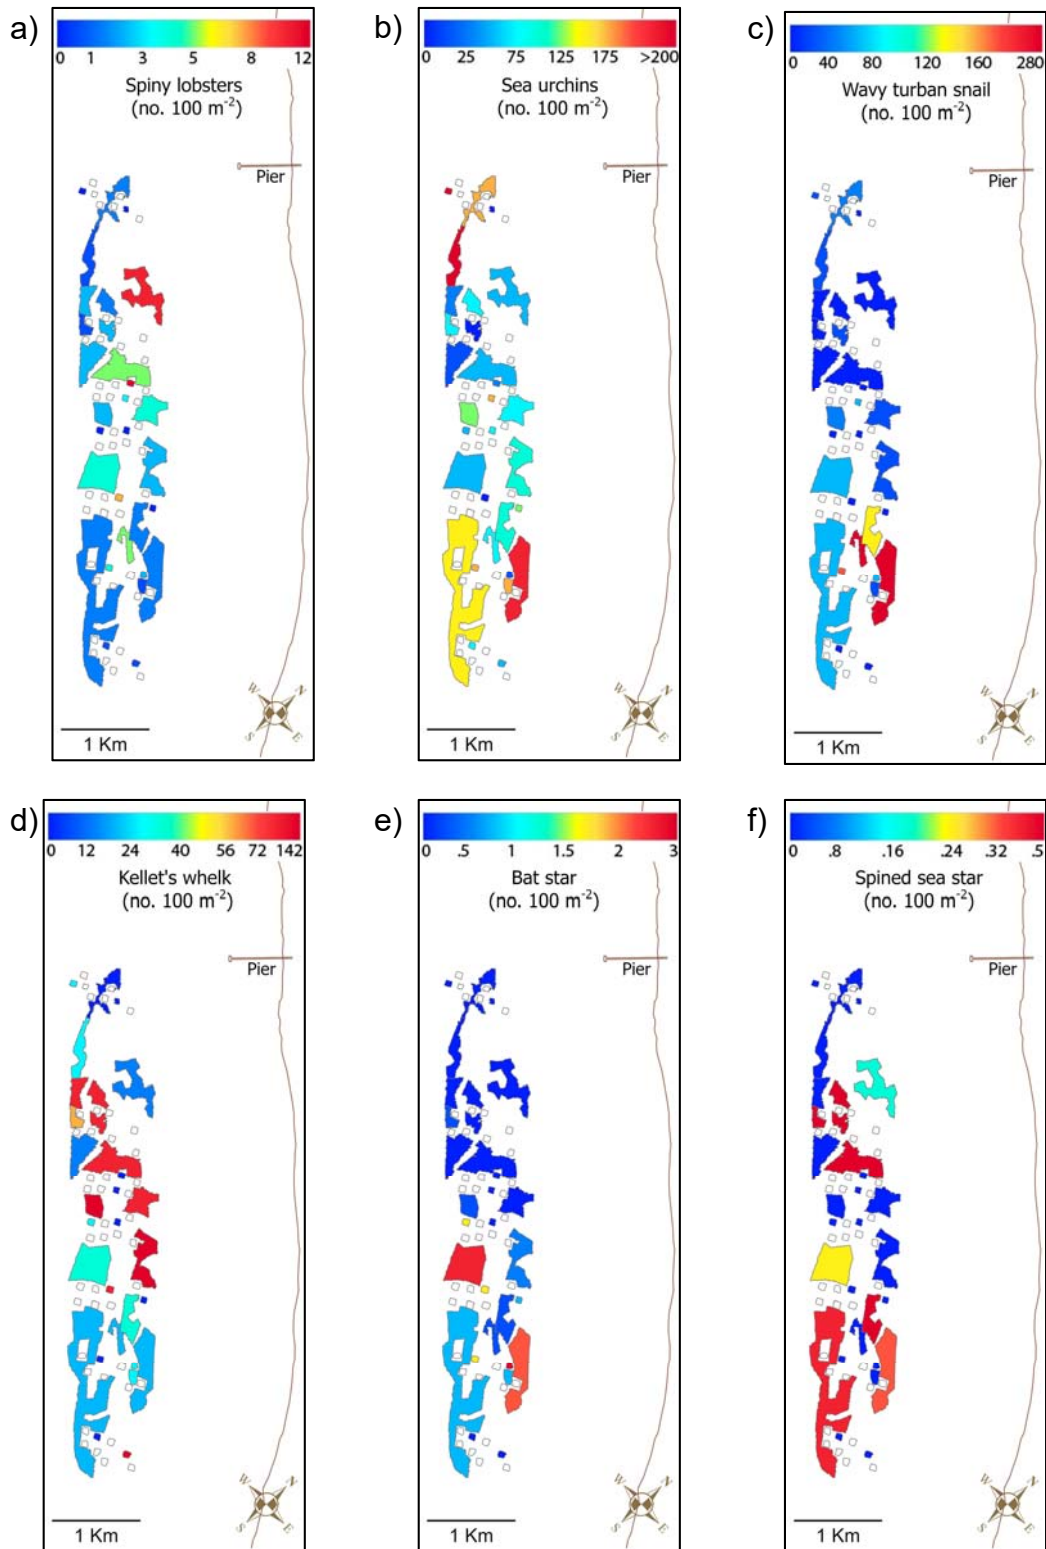 a)
0 1 3 5 8 12
Spiny lobsters
(no. 100 m⁻²)
Pier
W N
S E
1 Km
b)
0 25 75 125 175 >200
Sea urchins
(no. 100 m⁻²)
Pier
W N
S E
1 Km
c)
0 40 80 120 160 280
Wavy turban snail
(no. 100 m⁻²)
Pier
W N
S E
1 Km
d)
0 12 24 40 56 72 142
Kellet's whelk
(no. 100 m⁻²)
Pier
W N
S E
1 Km
e)
0 .5 1 1.5 2 3
Bat star
(no. 100 m⁻²)
Pier
W N
S E
1 Km
f)
0 .8 .16 .24 .32 .5
Spined sea star
(no. 100 m⁻²)
Pier
W N
S E
1 Km